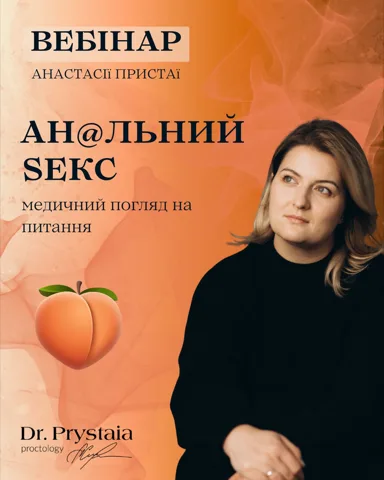 ВЕБІНАР
АНАСТАСІЇ ПРИСТАЇ
АН@ЛЬНИЙ
SЕКС
медичний погляд на
питання
Dr. Prystaia
proctology